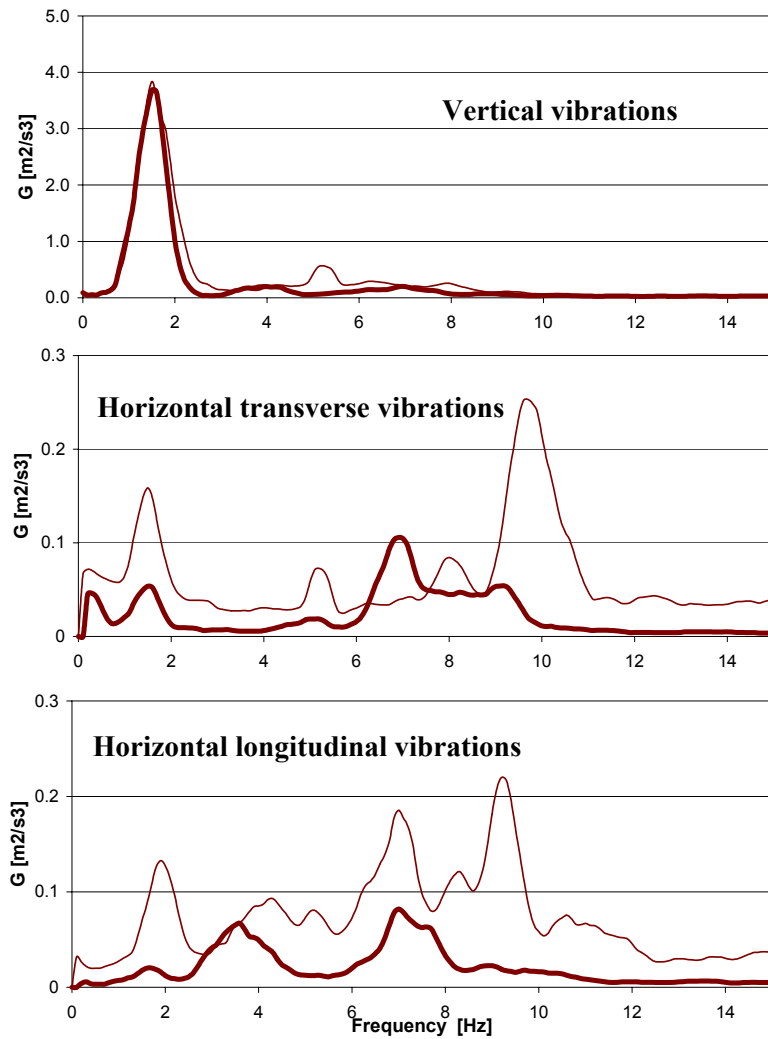 5.0
4.0
3.0
2.0
1.0
0.0
G [m2/s3]
Vertical vibrations
0 2 4 6 8 10 12 14
0.3
0.2
0.1
0
G [m2/s3]
Horizontal transverse vibrations
0 2 4 6 8 10 12 14
0.3
0.2
0.1
0
G [m2/s3]
Horizontal longitudinal vibrations
0 2 4 6 8 10 12 14
Frequency [Hz]